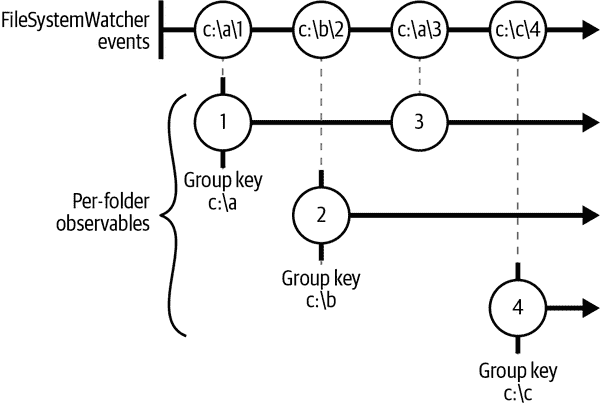 FileSystemWatcher
events
c:\a\1
c:\b\2
c:\a\3
c:\c\4
1
3
Group key
c:\a
Per-folder
observables
2
Group key
c:\b
4
Group key
c:\c